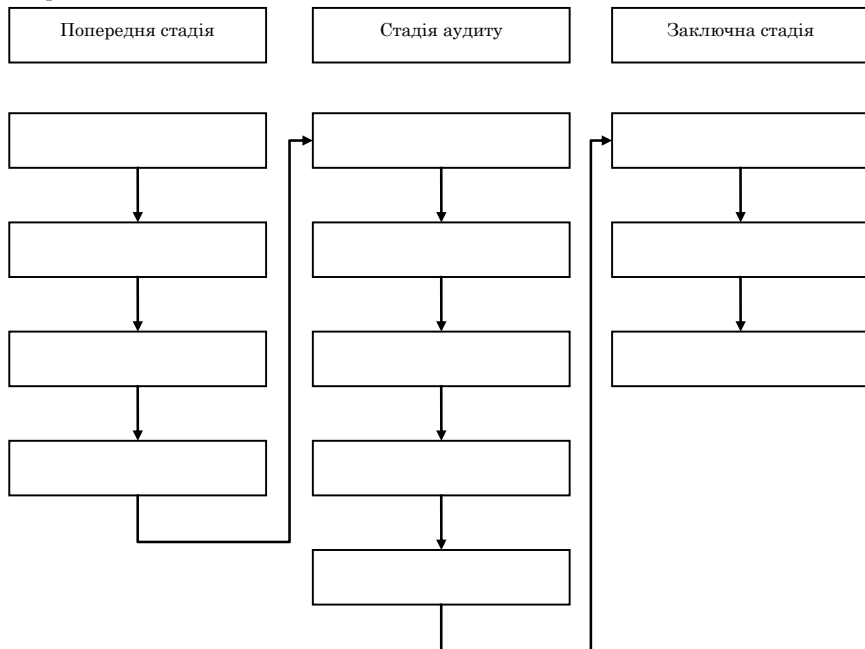 Попередня стадія
Стадія аудиту
Заключна стадія